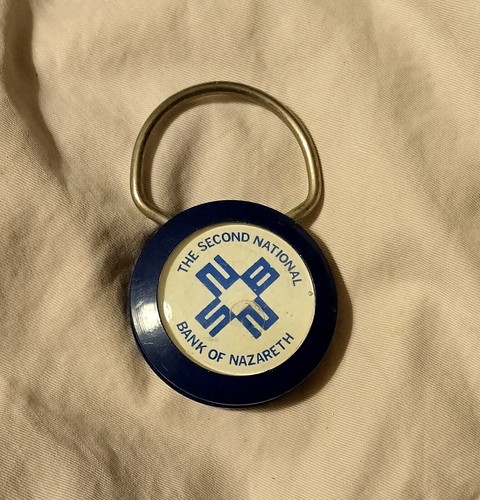 THE SECOND NATIONAL
BANK OF NAZARETH